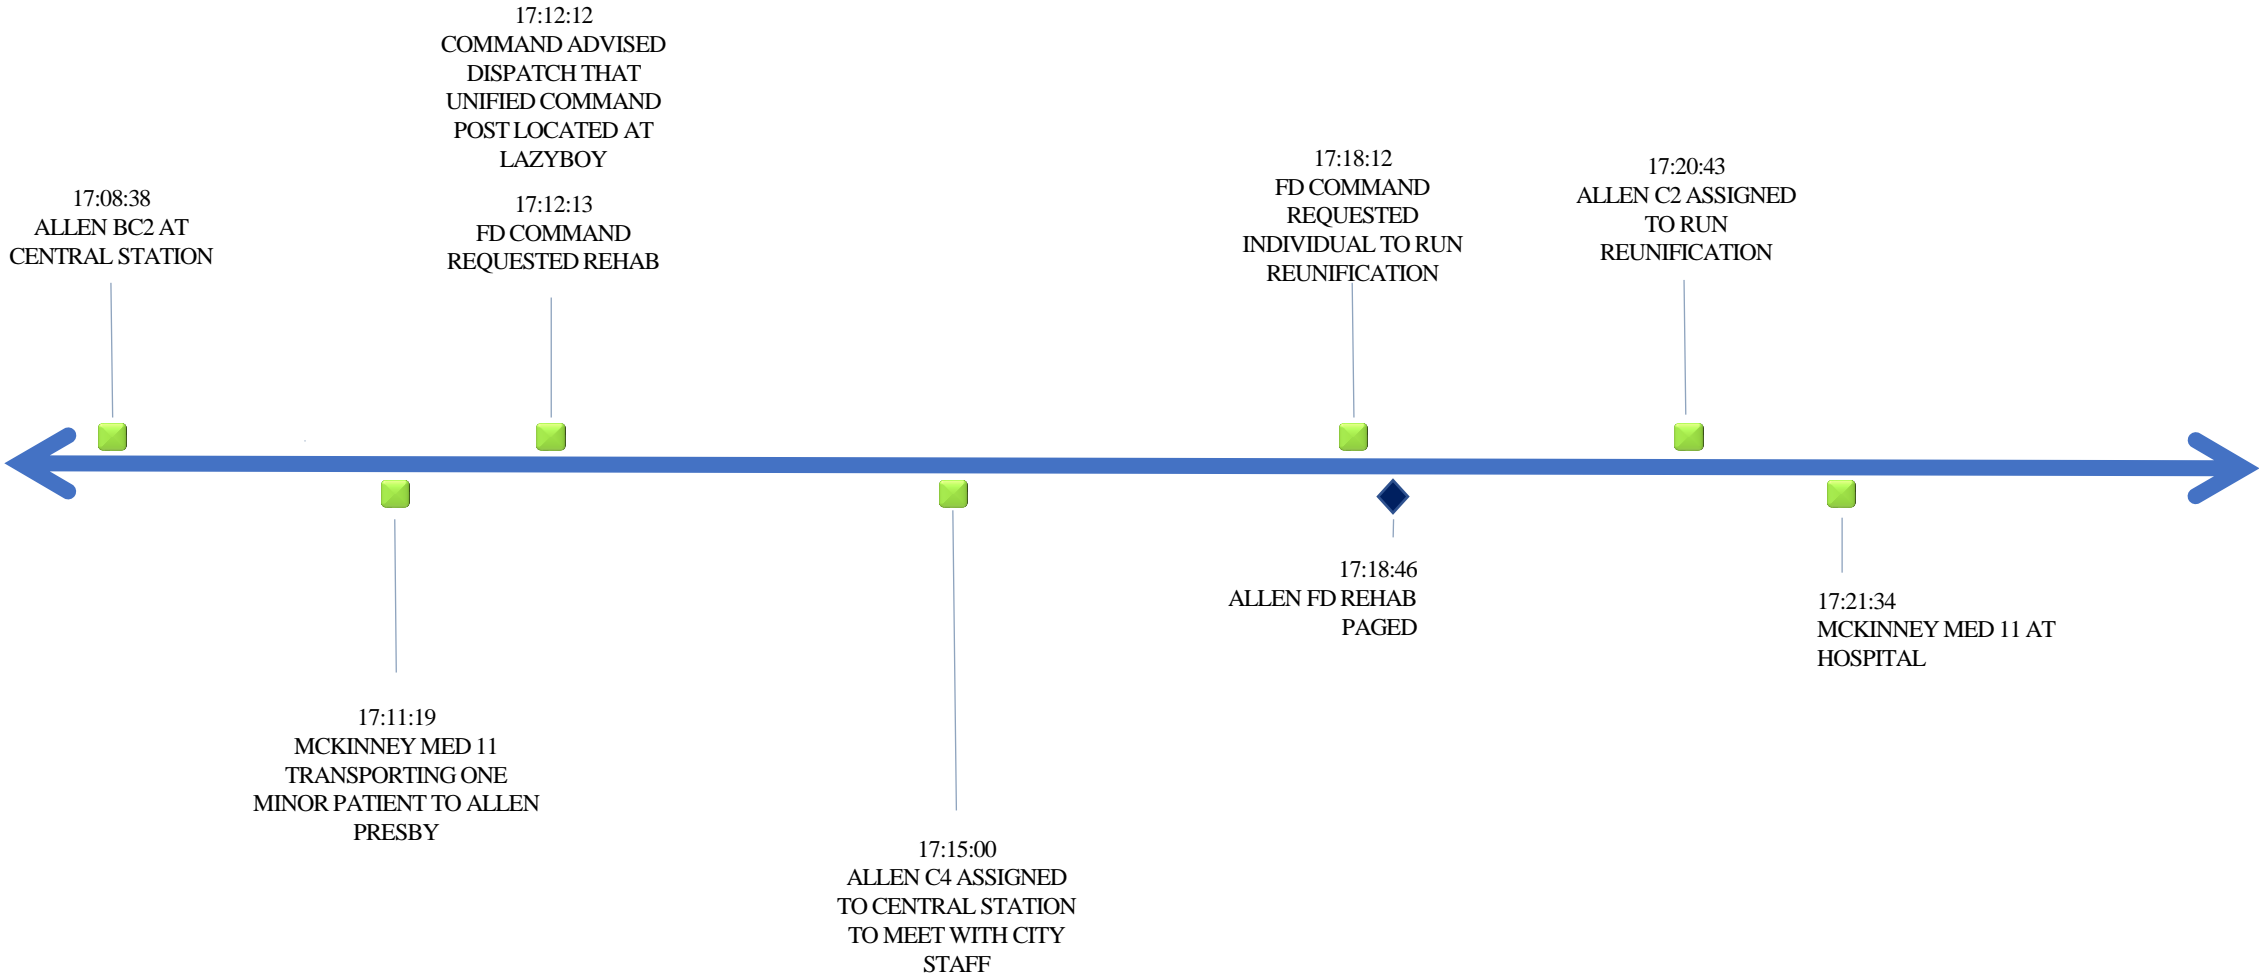 17:12:12
COMMAND ADVISED
DISPATCH THAT
UNIFIED COMMAND
POST LOCATED AT
LAZYBOY
17:08:38
ALLEN BC2 AT
CENTRAL STATION
17:12:13
FD COMMAND
REQUESTED REHAB
17:18:12
FD COMMAND
REQUESTED
INDIVIDUAL TO RUN
REUNIFICATION
17:20:43
ALLEN C2 ASSIGNED
TO RUN
REUNIFICATION
17:11:19
MCKINNEY MED 11
TRANSPORTING ONE
MINOR PATIENT TO ALLEN
PRESBY
17:15:00
ALLEN C4 ASSIGNED
TO CENTRAL STATION
TO MEET WITH CITY
STAFF
17:18:46
ALLEN FD REHAB
PAGED
17:21:34
MCKINNEY MED 11 AT
HOSPITAL